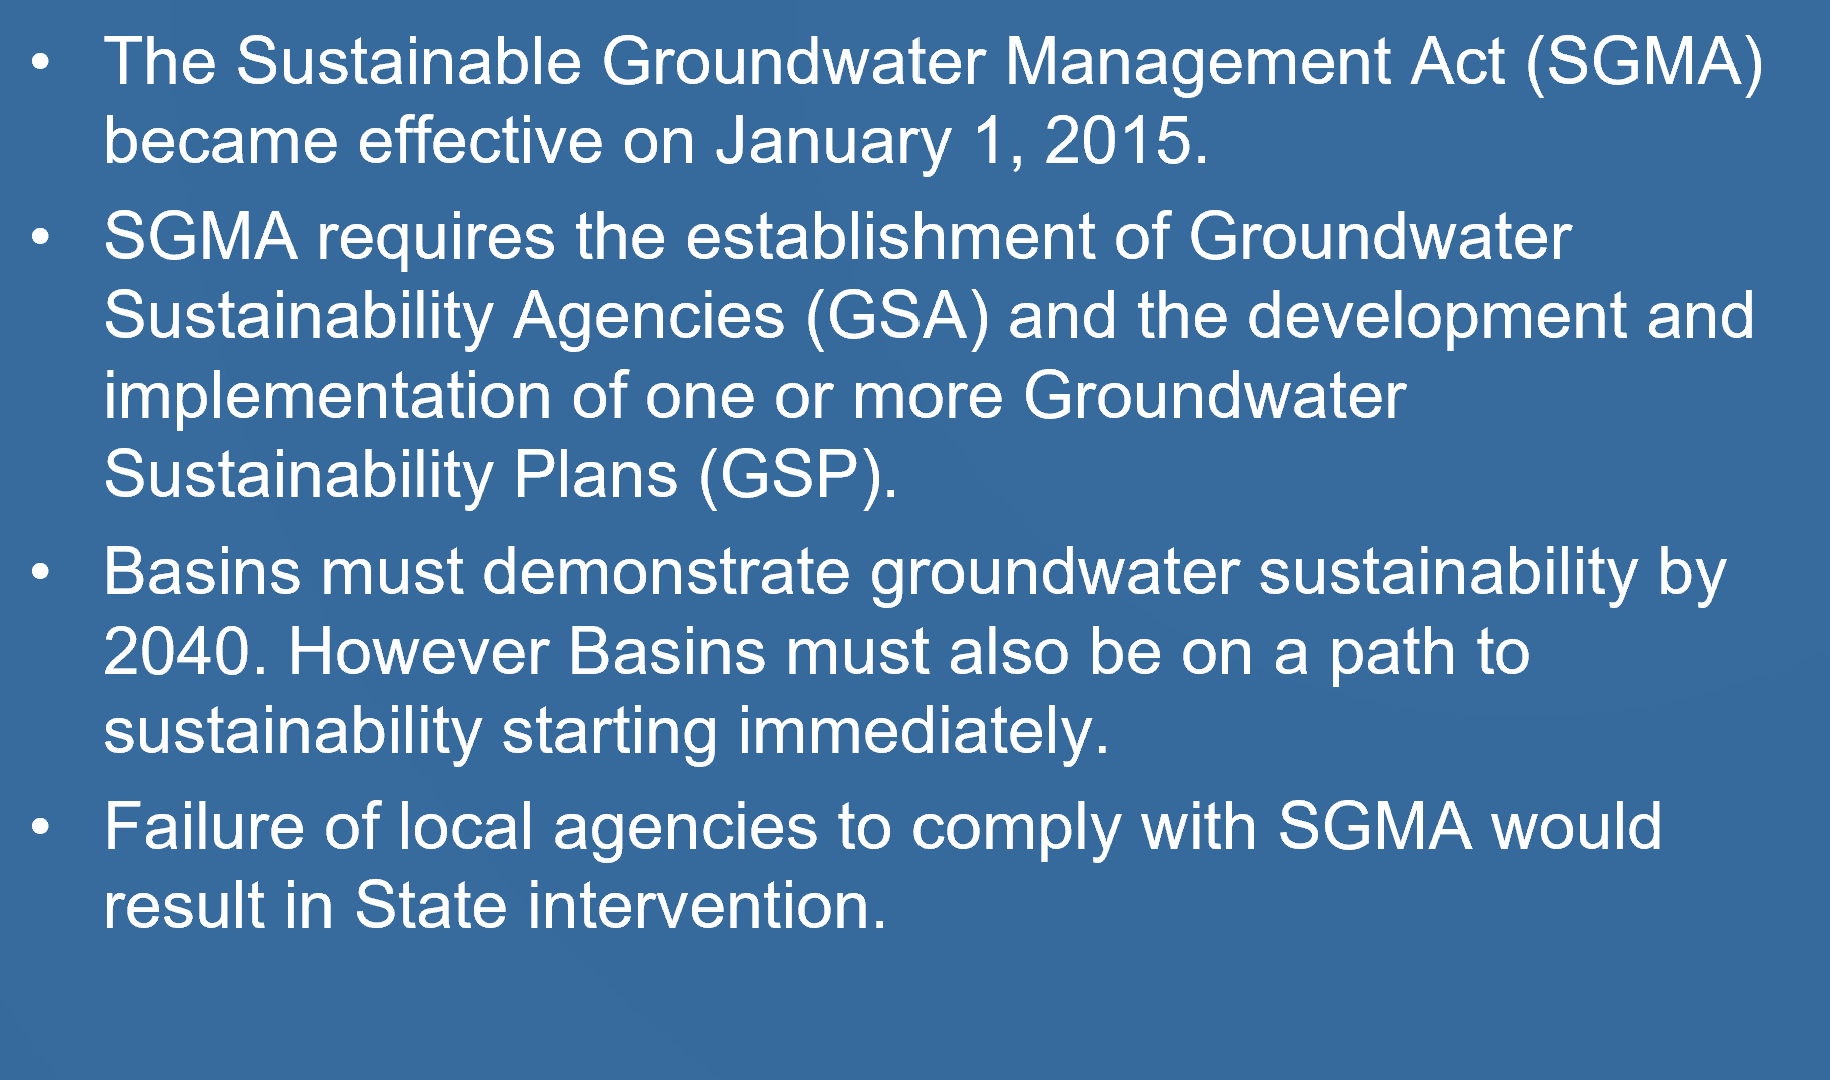 • The Sustainable Groundwater Management Act (SGMA)
became effective on January 1, 2015.
• SGMA requires the establishment of Groundwater
Sustainability Agencies (GSA) and the development and
implementation of one or more Groundwater
Sustainability Plans (GSP).
• Basins must demonstrate groundwater sustainability by
2040. However Basins must also be on a path to
sustainability starting immediately.
• Failure of local agencies to comply with SGMA would
result in State intervention.